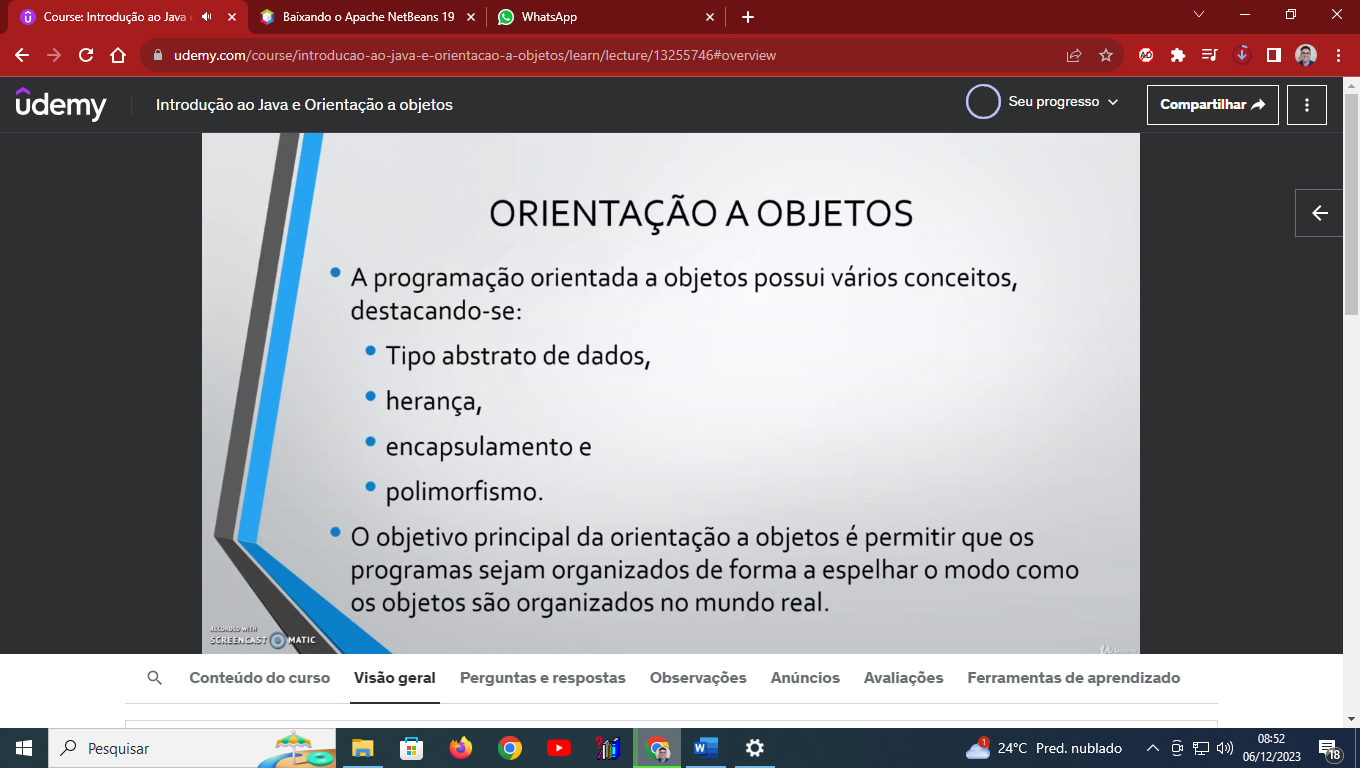 Course: Introdução ao Java e
Baixando o Apache NetBeans 19
WhatsApp
udemy.com/course/introducao-ao-java-e-orientacao-a-objetos/learn/lecture/13255746#overview
ûdemy
Introdução ao Java e Orientação a objetos
Seu progresso
Compartilhar
ORIENTAÇÃO A OBJETOS
• A programação orientada a objetos possui vários conceitos,
destacando-se:
• Tipo abstrato de dados,
• herança,
• encapsulamento e
• polimorfismo.
• O objetivo principal da orientação a objetos é permitir que os
programas sejam organizados de forma a espelhar o modo como
os objetos são organizados no mundo real.
RECORDED WITH
SCREENCAST MATIC
Udemy
Conteúdo do curso
Visão geral
Perguntas e respostas
Observações
Anúncios
Avaliações
Ferramentas de aprendizado
Pesquisar
1
24°C Pred. nublado
08:52
06/12/2023
18